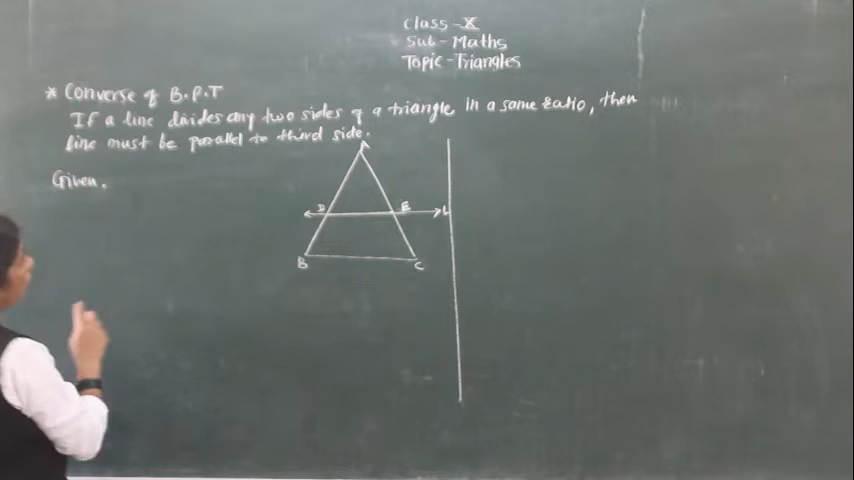 Class-X
Sub-Maths
Topic-Triangles
* Converse of B.P.T
If a line divides any two sides of a triangle in a same ratio, then
line must be parallel to third side.
Given.
A
D E L
B C